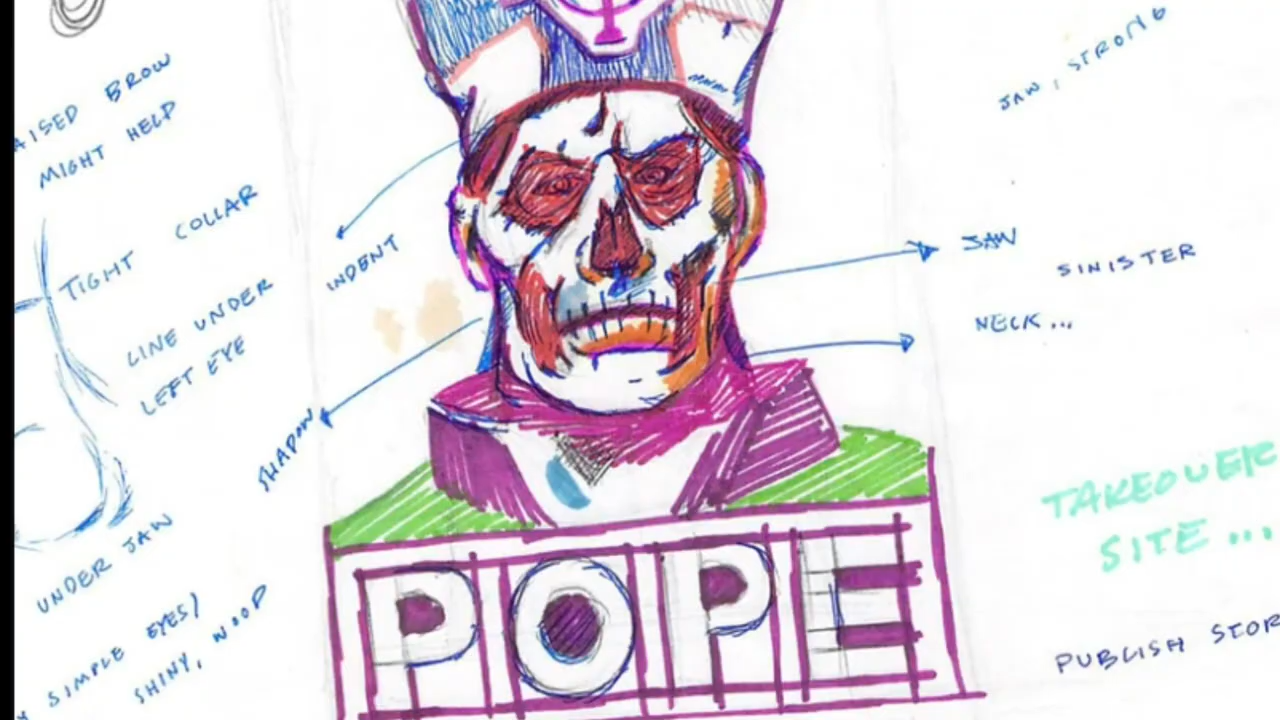 AISED BROW
MIGHT HELP
TIGHT COLLAR
LINE UNDER
LEFT EYE
INDENT
SHADOW
UNDER JAW
SIMPLE EYES/
SHINY, WOOD
JAW, STRONG
JAW
SINISTER
NECK...
TAKEOVER
SITE...
PUBLISH STOR
POPE